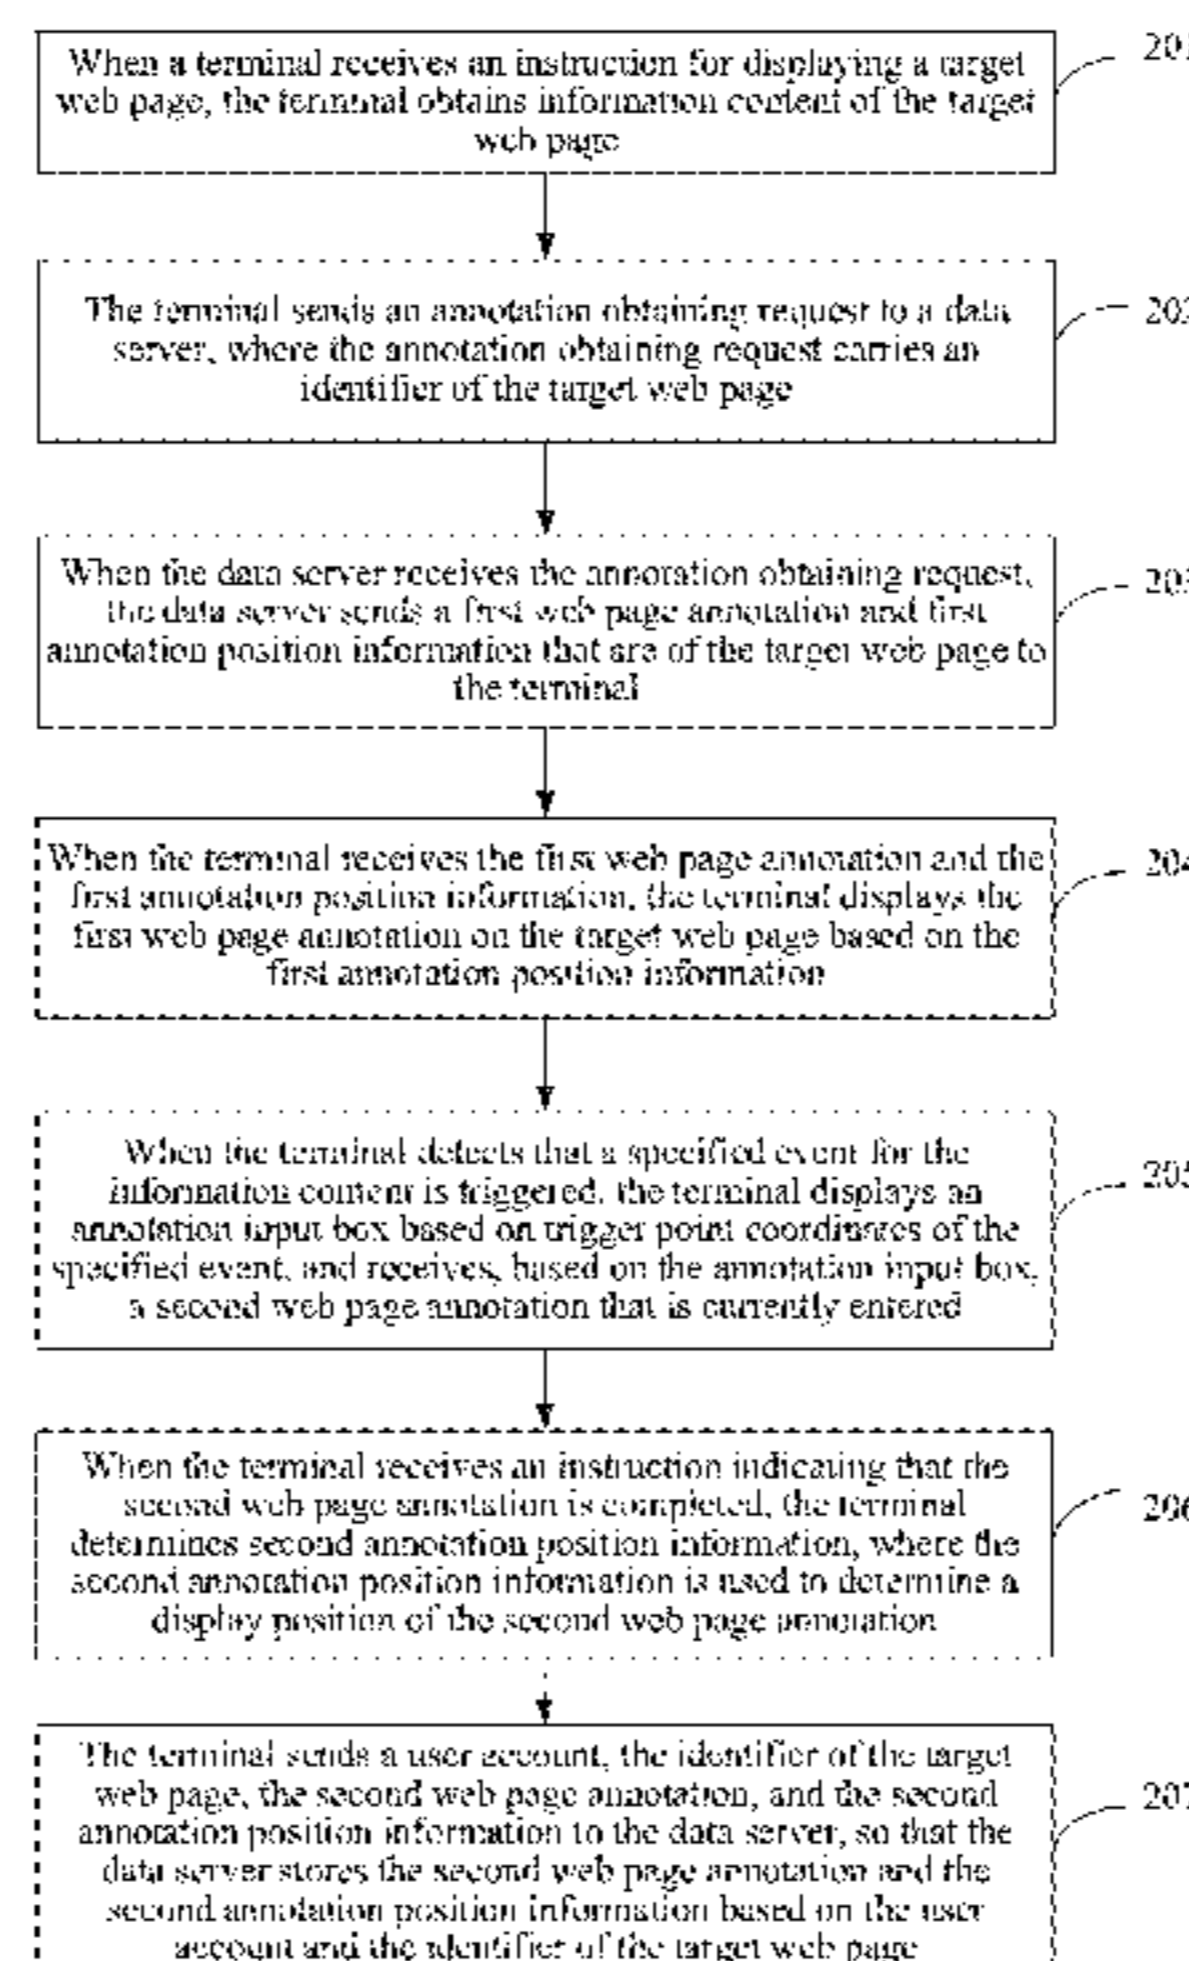 When a terminal receives an instruction for displaying a target
web page, the terminal obtains information content of the target
web page
201
The terminal sends an annotation obtaining request to a data
server, where the annotation obtaining request carries an
identifier of the target web page
202
When the data server receives the annotation obtaining request,
the data server sends a first web page annotation and first
annotation position information that are of the target web page to
the terminal
203
When the terminal receives the first web page annotation and the
first annotation position information, the terminal displays the
first web page annotation on the target web page based on the
first annotation position information
204
When the terminal detects that a specified event for the
information content is triggered, the terminal displays an
annotation input box based on trigger point coordinates of the
specified event, and receives, based on the annotation input box,
a second web page annotation that is currently entered
205
When the terminal receives an instruction indicating that the
second web page annotation is completed, the terminal
determines second annotation position information, where the
second annotation position information is used to determine a
display position of the second web page annotation
206
The terminal sends a user account, the identifier of the target
web page, the second web page annotation, and the second
annotation position information to the data server, so that the
data server stores the second web page annotation and the
second annotation position information based on the user
account and the identifier of the target web page
207